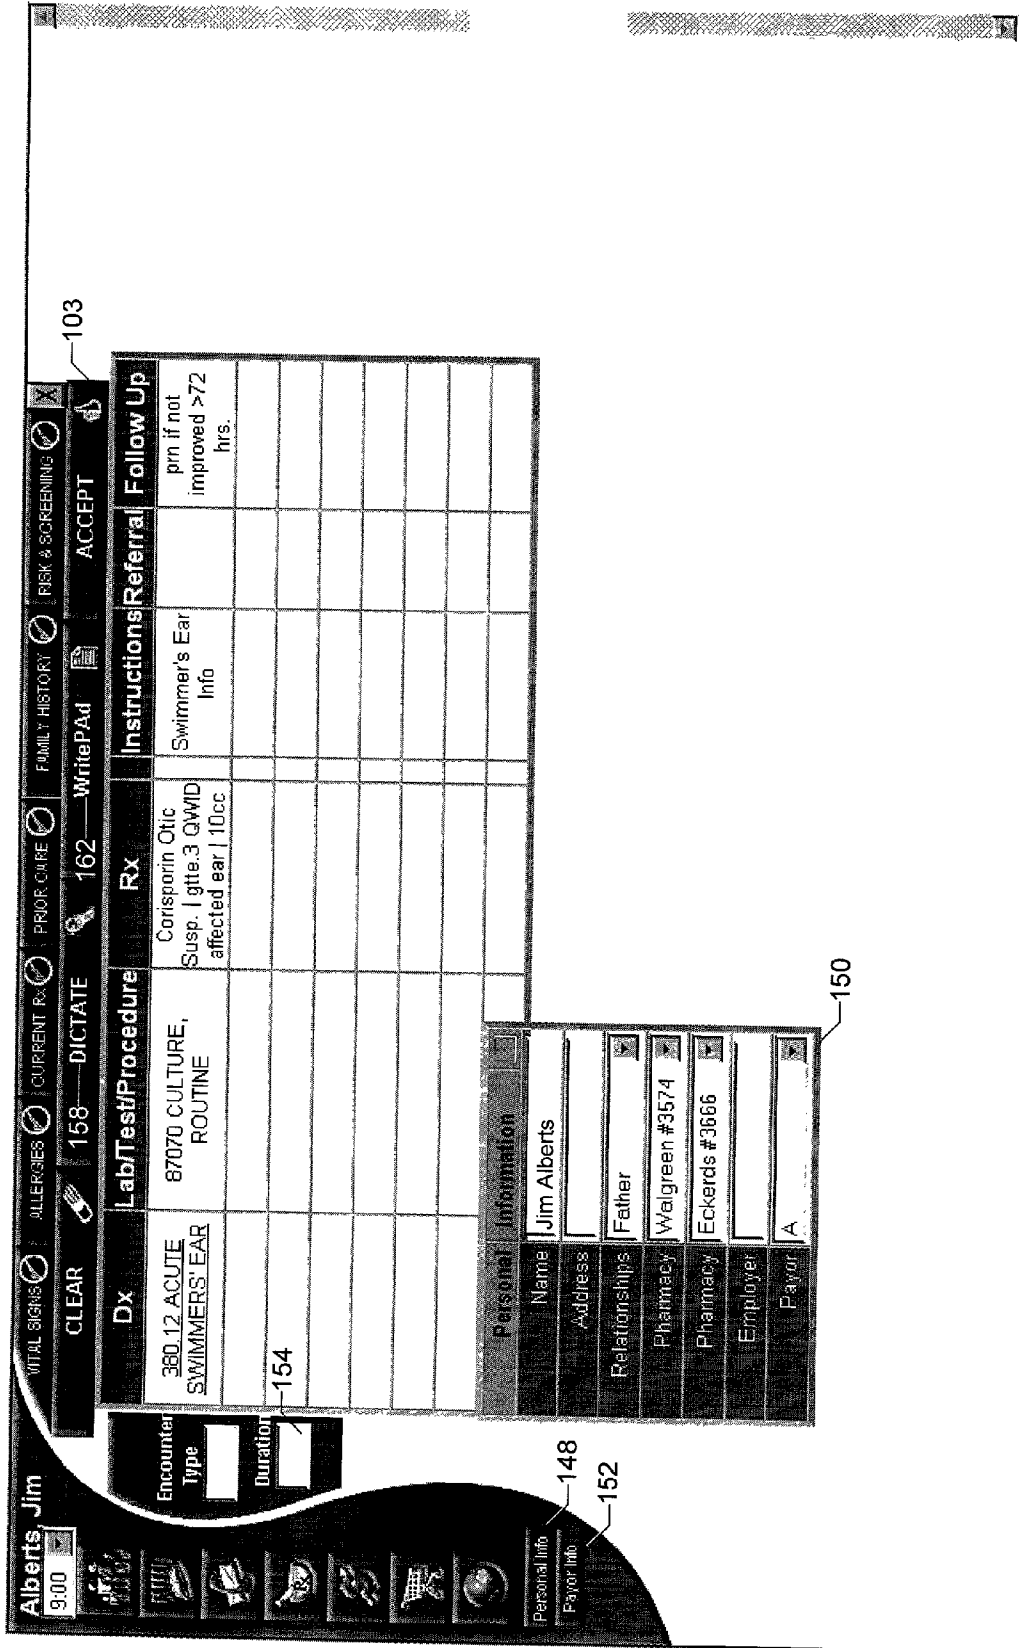 Alberts, Jim
9:00
VITAL SIGNS
ALLERGIES
CURRENT Rx
PRIOR CARE
FAMILY HISTORY
RISK & SCREENING
X
CLEAR
158
DICTATE
162
WritePAd
ACCEPT
103
Encounter
Type
Duration
154
Dx
Lab/Test/Procedure
Rx
Instructions
Referral
Follow Up
380.12 ACUTE
SWIMMERS' EAR
87070 CULTURE,
ROUTINE
Corisporin Otic
Susp. | gtte.3 QWID
affected ear | 10cc
Swimmer's Ear
Info
prn if not
improved >72
hrs.
Personal Information
Name
Jim Alberts
Address
Relationships
Father
Pharmacy
Walgreen #3574
Pharmacy
Eckerds #3666
Employer
Payor
A
150
Personal Info
148
Payor Info
152